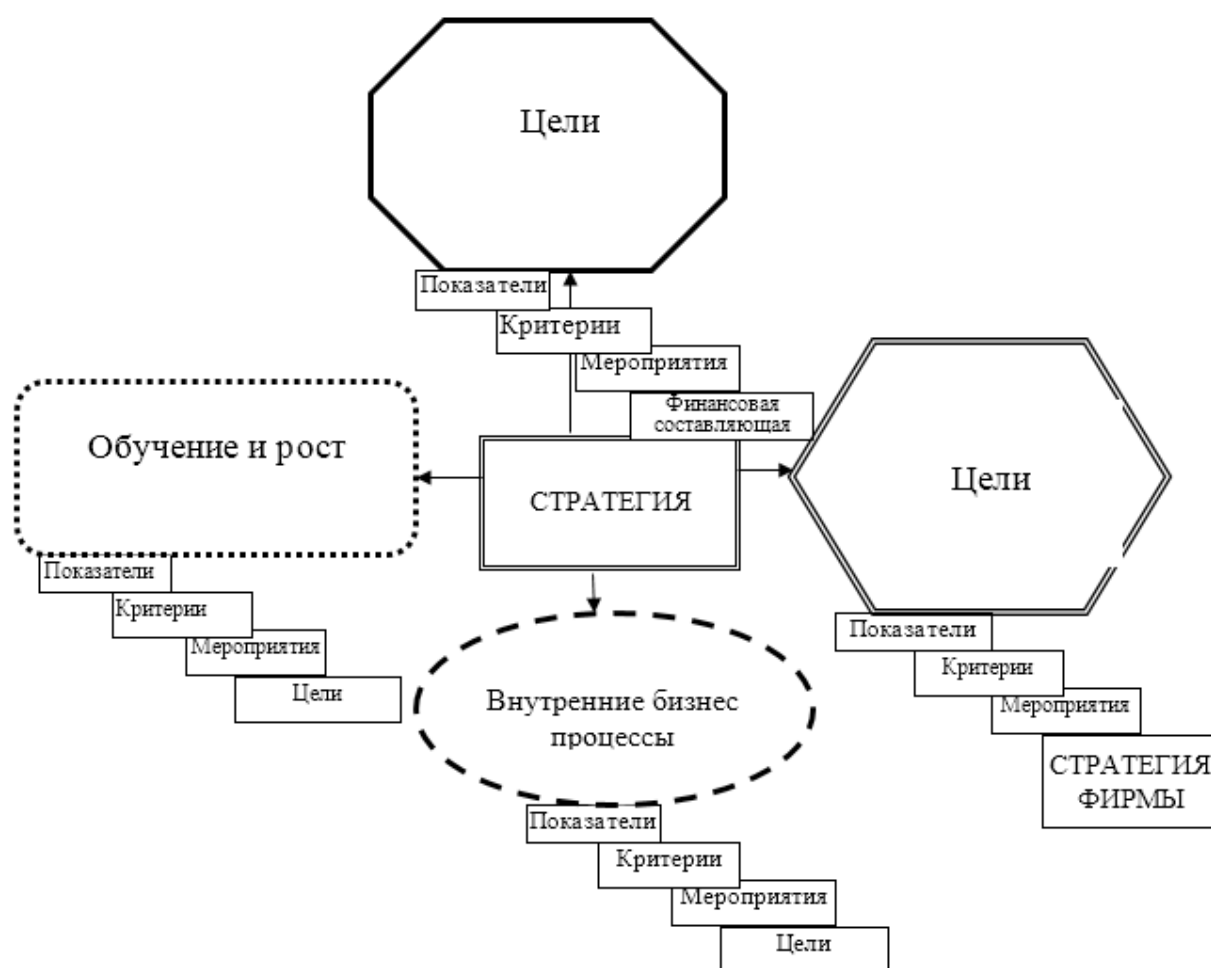 Цели
Показатели
Критерии
Мероприятия
Финансовая
составляющая
Обучение и рост
СТРАТЕГИЯ
Цели
Показатели
Критерии
Мероприятия
Цели
Внутренние бизнес
процессы
Показатели
Критерии
Мероприятия
СТРАТЕГИЯ
ФИРМЫ
Показатели
Критерии
Мероприятия
Цели